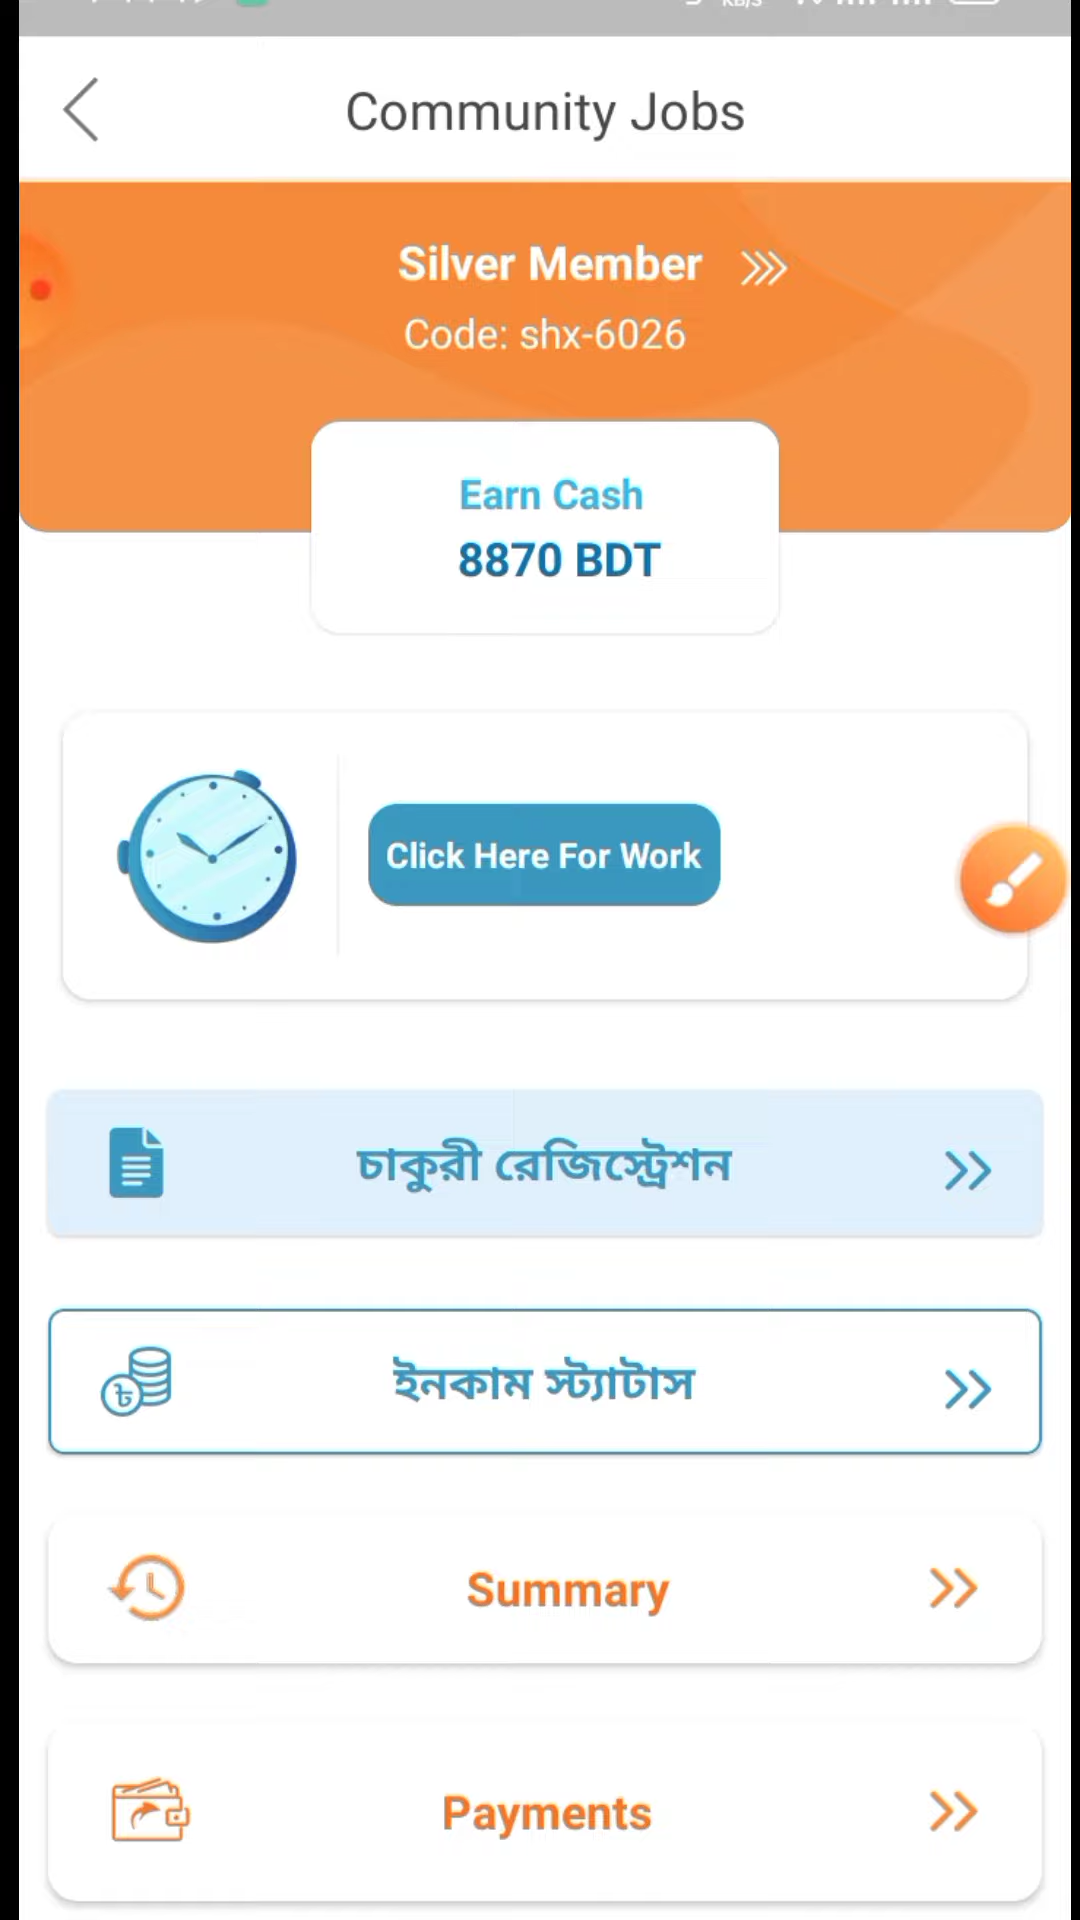 Community Jobs
Silver Member
Code: shx-6026
Earn Cash
8870 BDT
Click Here For Work
চাকুরী রেজিস্ট্রেশন
ইনকাম স্ট্যাটাস
Summary
Payments